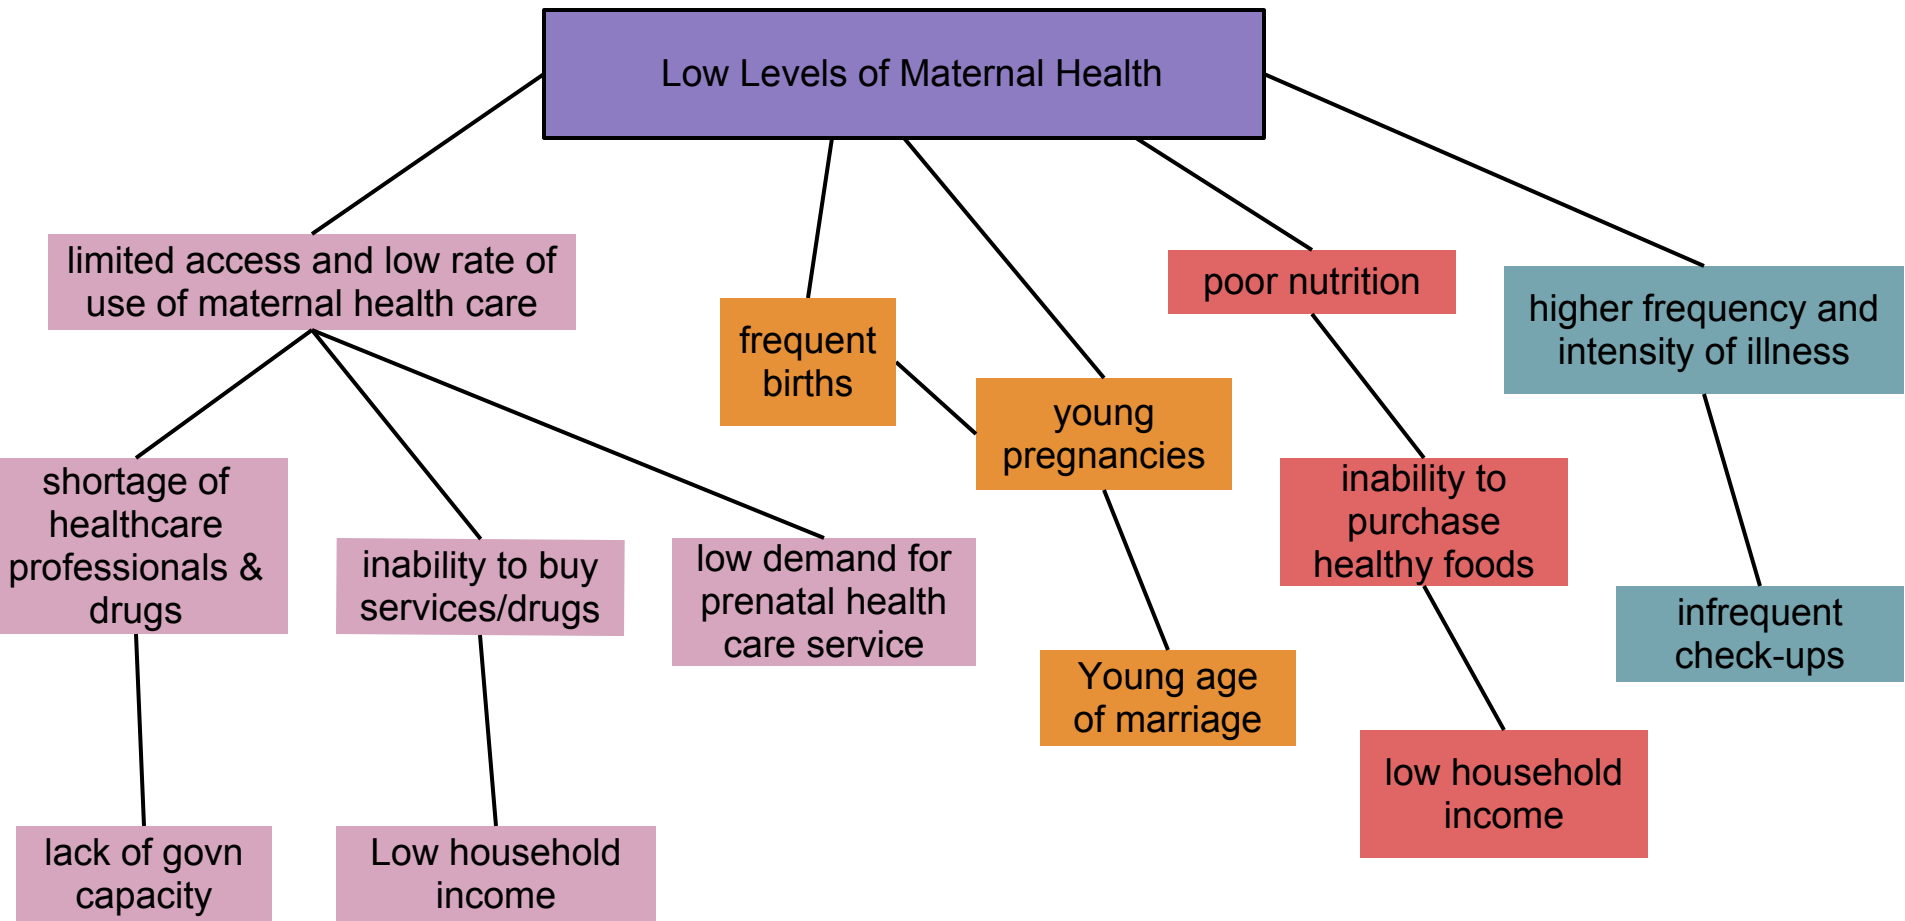 Low Levels of Maternal Health
limited access and low rate of
use of maternal health care
frequent
births
young
pregnancies
poor nutrition
higher frequency and
intensity of illness
shortage of
healthcare
professionals &
drugs
inability to buy
services/drugs
low demand for
prenatal health
care service
Young age
of marriage
inability to
purchase
healthy foods
infrequent
check-ups
lack of govn
capacity
Low household
income
low household
income